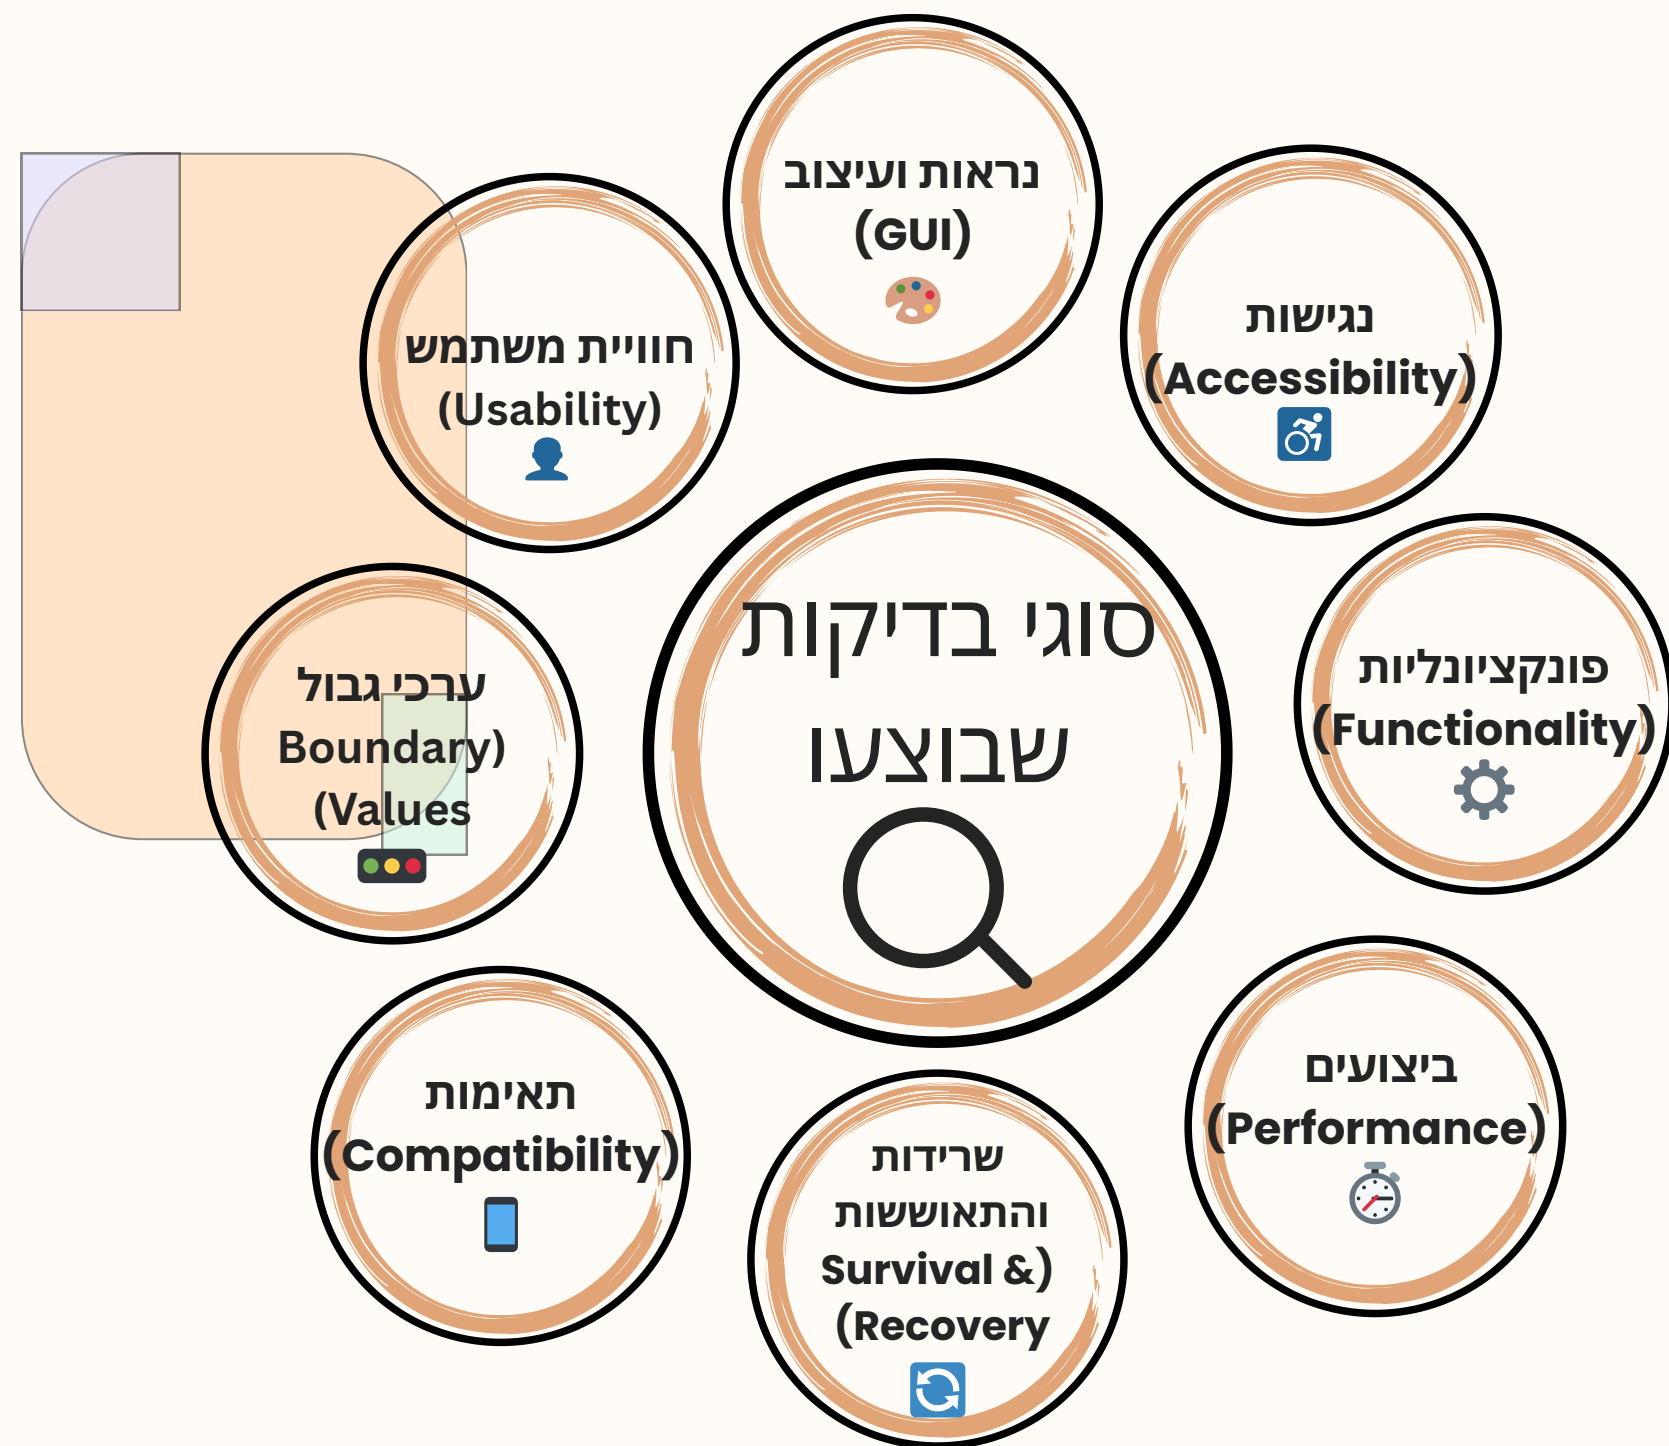 סוגי בדיקות
שבוצעו
נראות ועיצוב
(GUI)
נגישות
(Accessibility)
פונקציונליות
(Functionality)
ביצועים
(Performance)
שרידות
והתאוששות
(Survival &
Recovery)
תאימות
(Compatibility)
ערכי גבול
(Boundary
Values)
חוויית משתמש
(Usability)